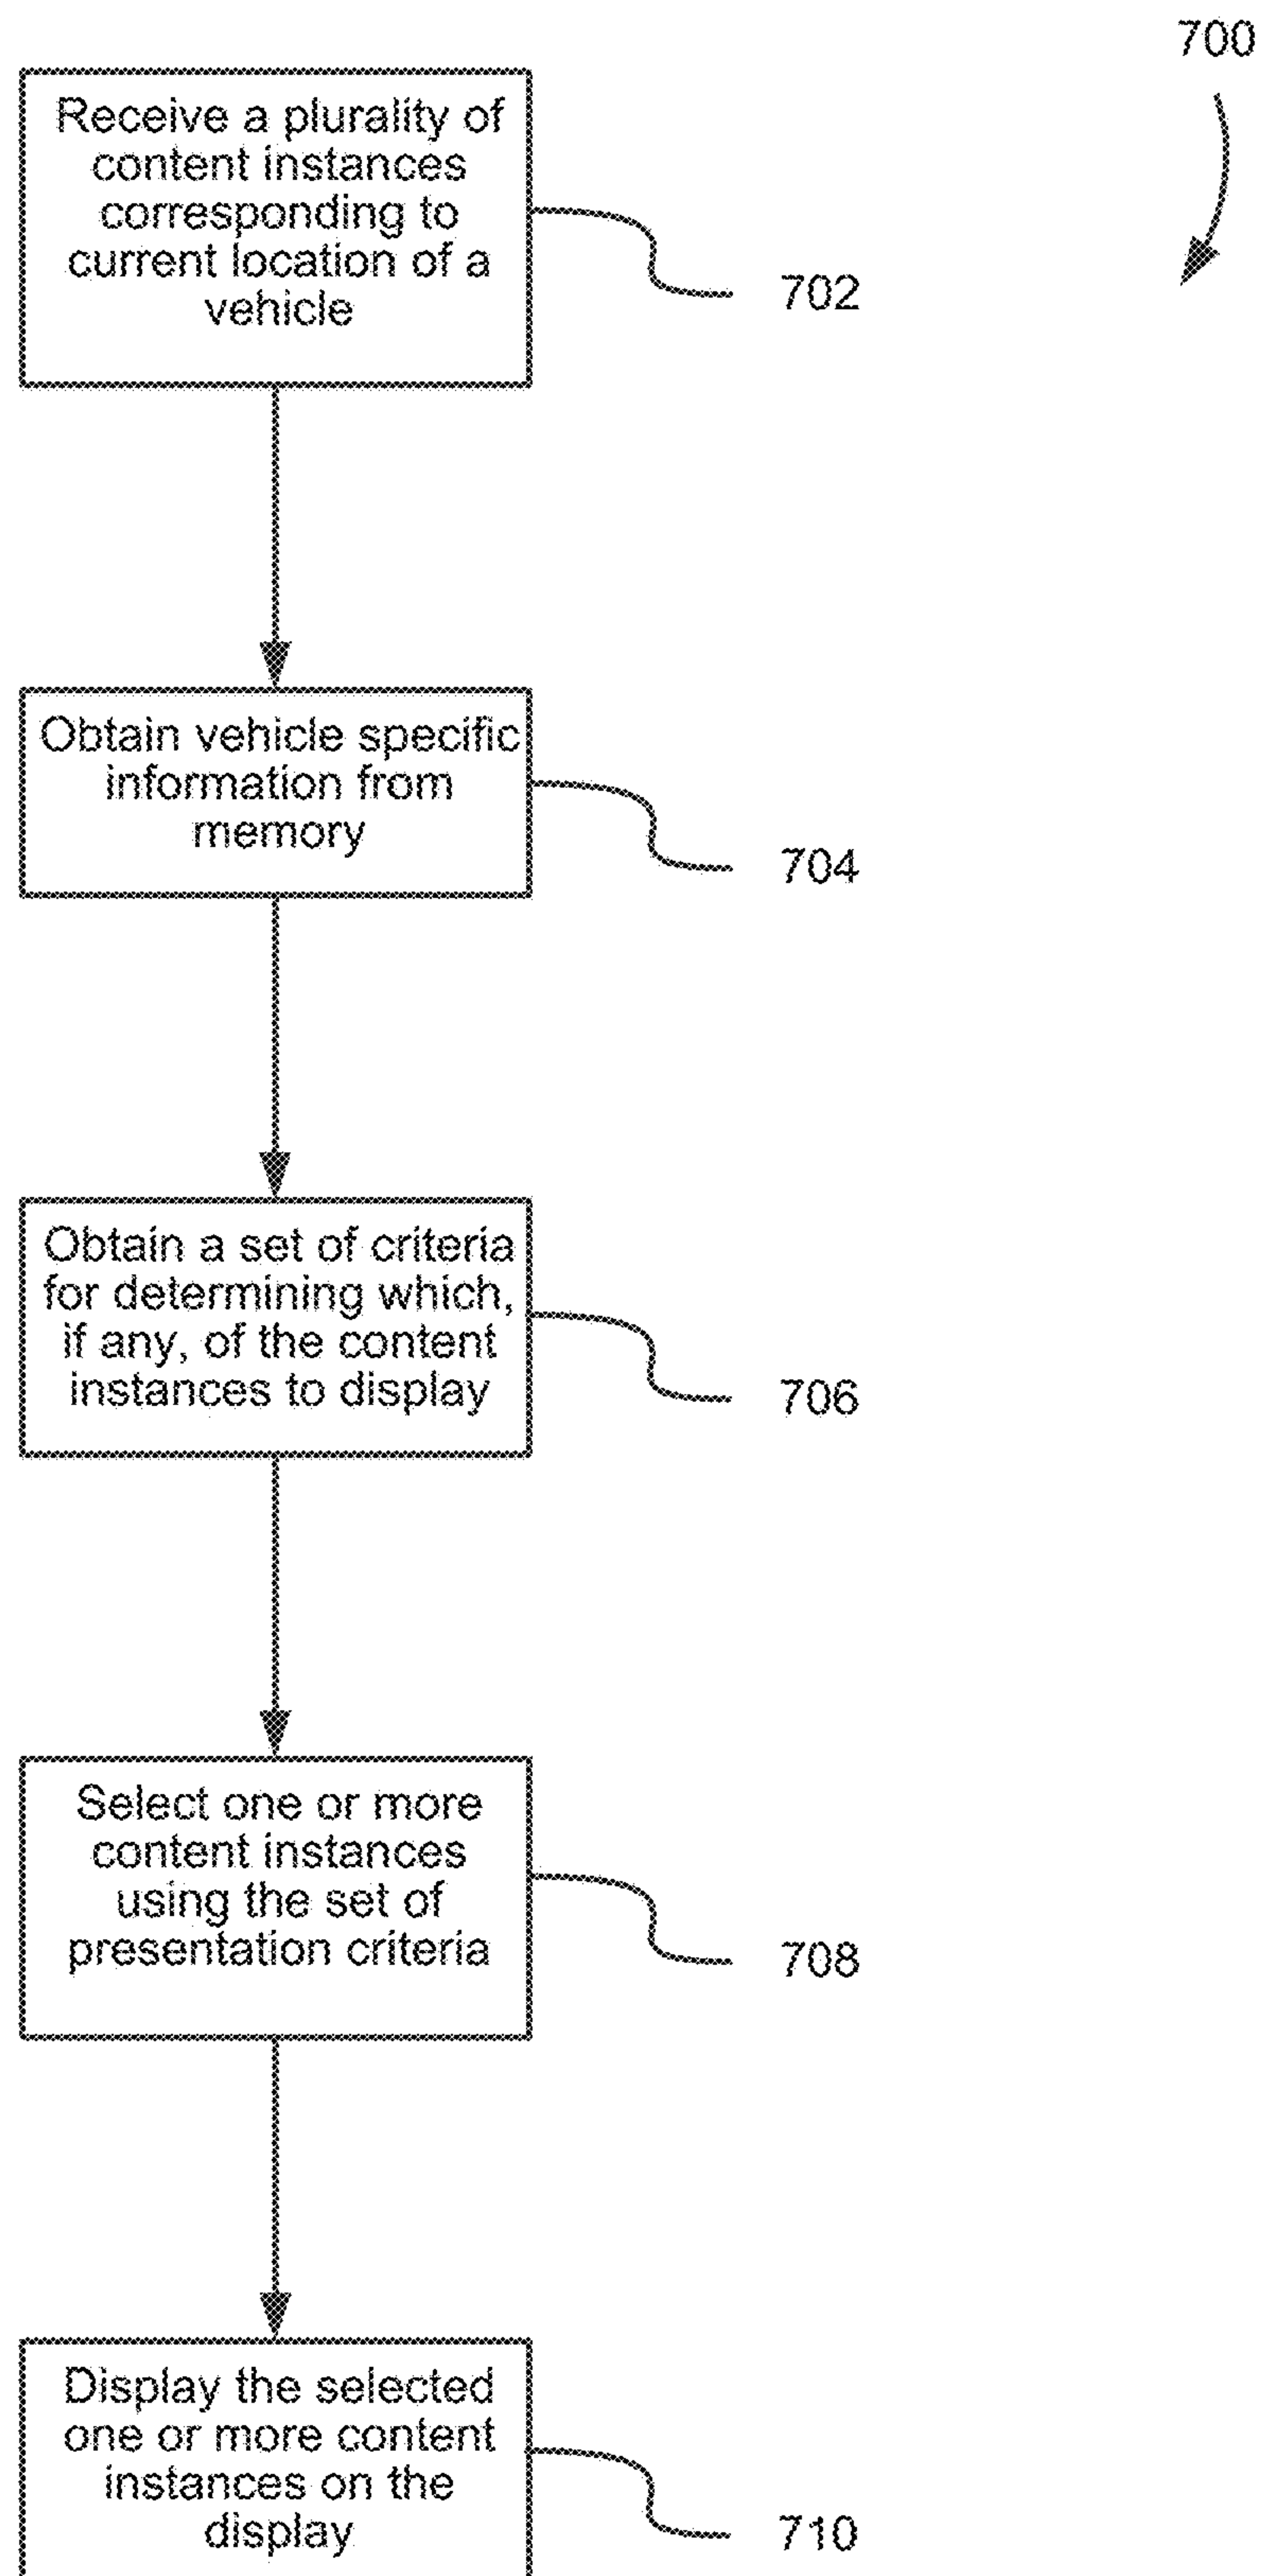 700
Receive a plurality of
content instances
corresponding to
current location of a
vehicle
702
Obtain vehicle specific
information from
memory
704
Obtain a set of criteria
for determining which,
if any, of the content
instances to display
706
Select one or more
content instances
using the set of
presentation criteria
708
Display the selected
one or more content
instances on the
display
710